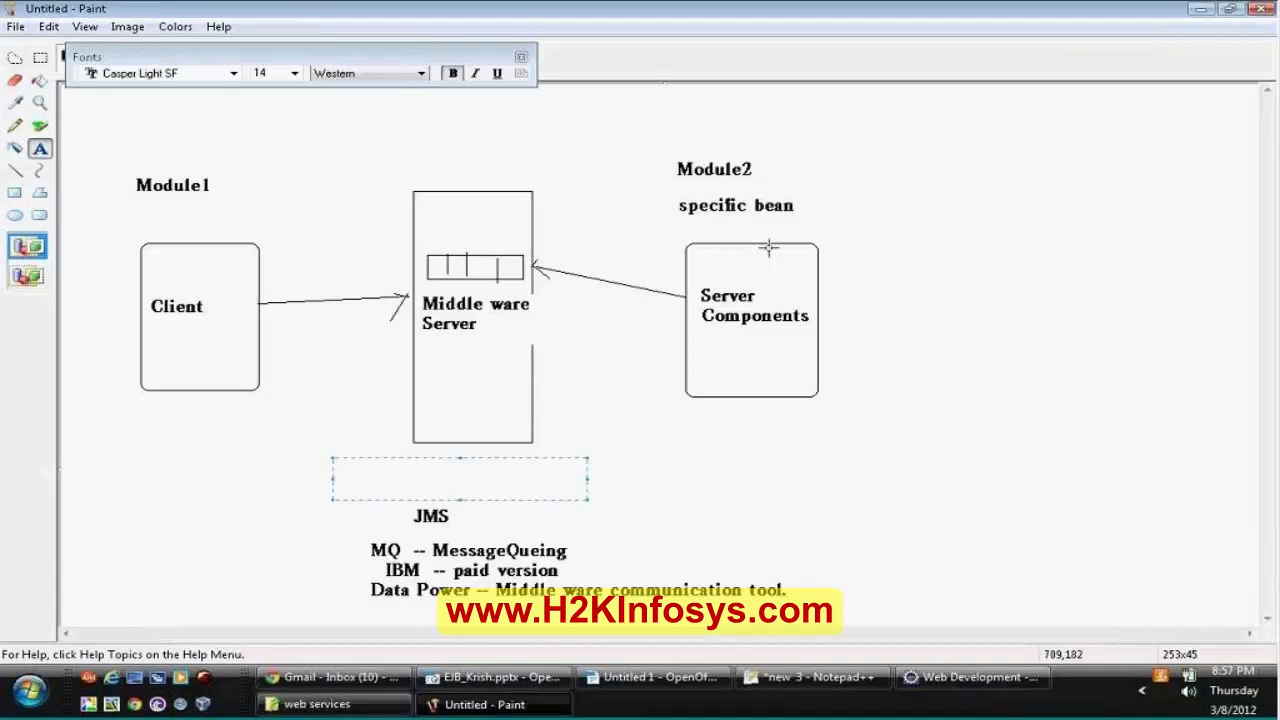 Untitled - Paint
File Edit View Image Colors Help
Fonts
Casper Light SF 14 Western B I U
A
Module1
Module2
specific bean
Client
Middle ware
Server
Server
Components
JMS
MQ -- MessageQueing
IBM -- paid version
Data Power -- Middle ware communication tool.
www.H2KInfosys.com
For Help, click Help Topics on the Help Menu.
709,182
253x45
Gmail - Inbox (10) - ...
EJB_Krish.pptx - Ope...
Untitled 1 - OpenOf...
*new 3 - Notepad++
Web Development -...
web services
Untitled - Paint
8:57 PM
Thursday
3/8/2012